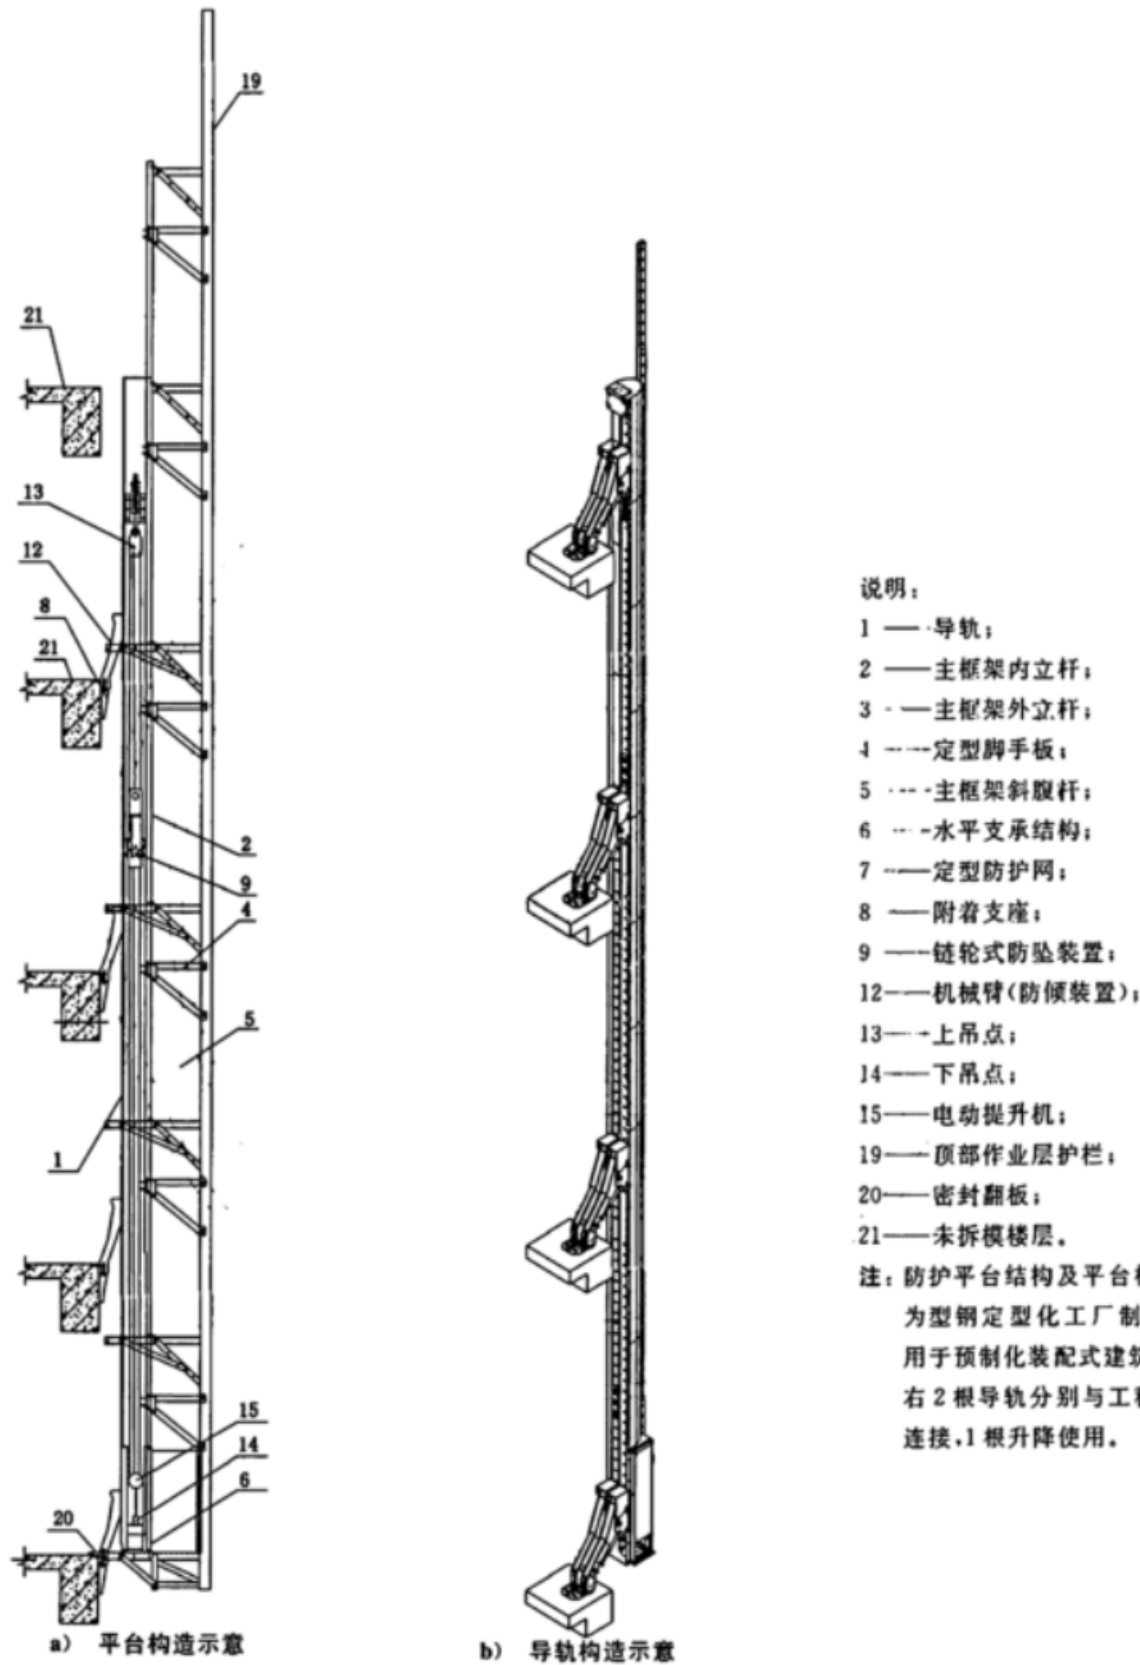 19
21
13
12
8
21
2
9
4
5
1
15
14
6
20
a) 平台构造示意
b) 导轨构造示意
说明：
1 —— 导轨；
2 —— 主框架内立杆；
3 —— 主框架外立杆；
4 —— 定型脚手板；
5 —— 主框架斜腹杆；
6 —— 水平支承结构；
7 —— 定型防护网；
8 —— 附着支座；
9 —— 链轮式防坠装置；
12——机械臂(防倾装置)；
13——上吊点；
14——下吊点；
15——电动提升机；
19——顶部作业层护栏；
20——密封翻板；
21——未拆模楼层。
注：防护平台结构及平台
为型钢定型化工厂制
用于预制化装配式建筑
右2根导轨分别与工程
连接，1根升降使用。